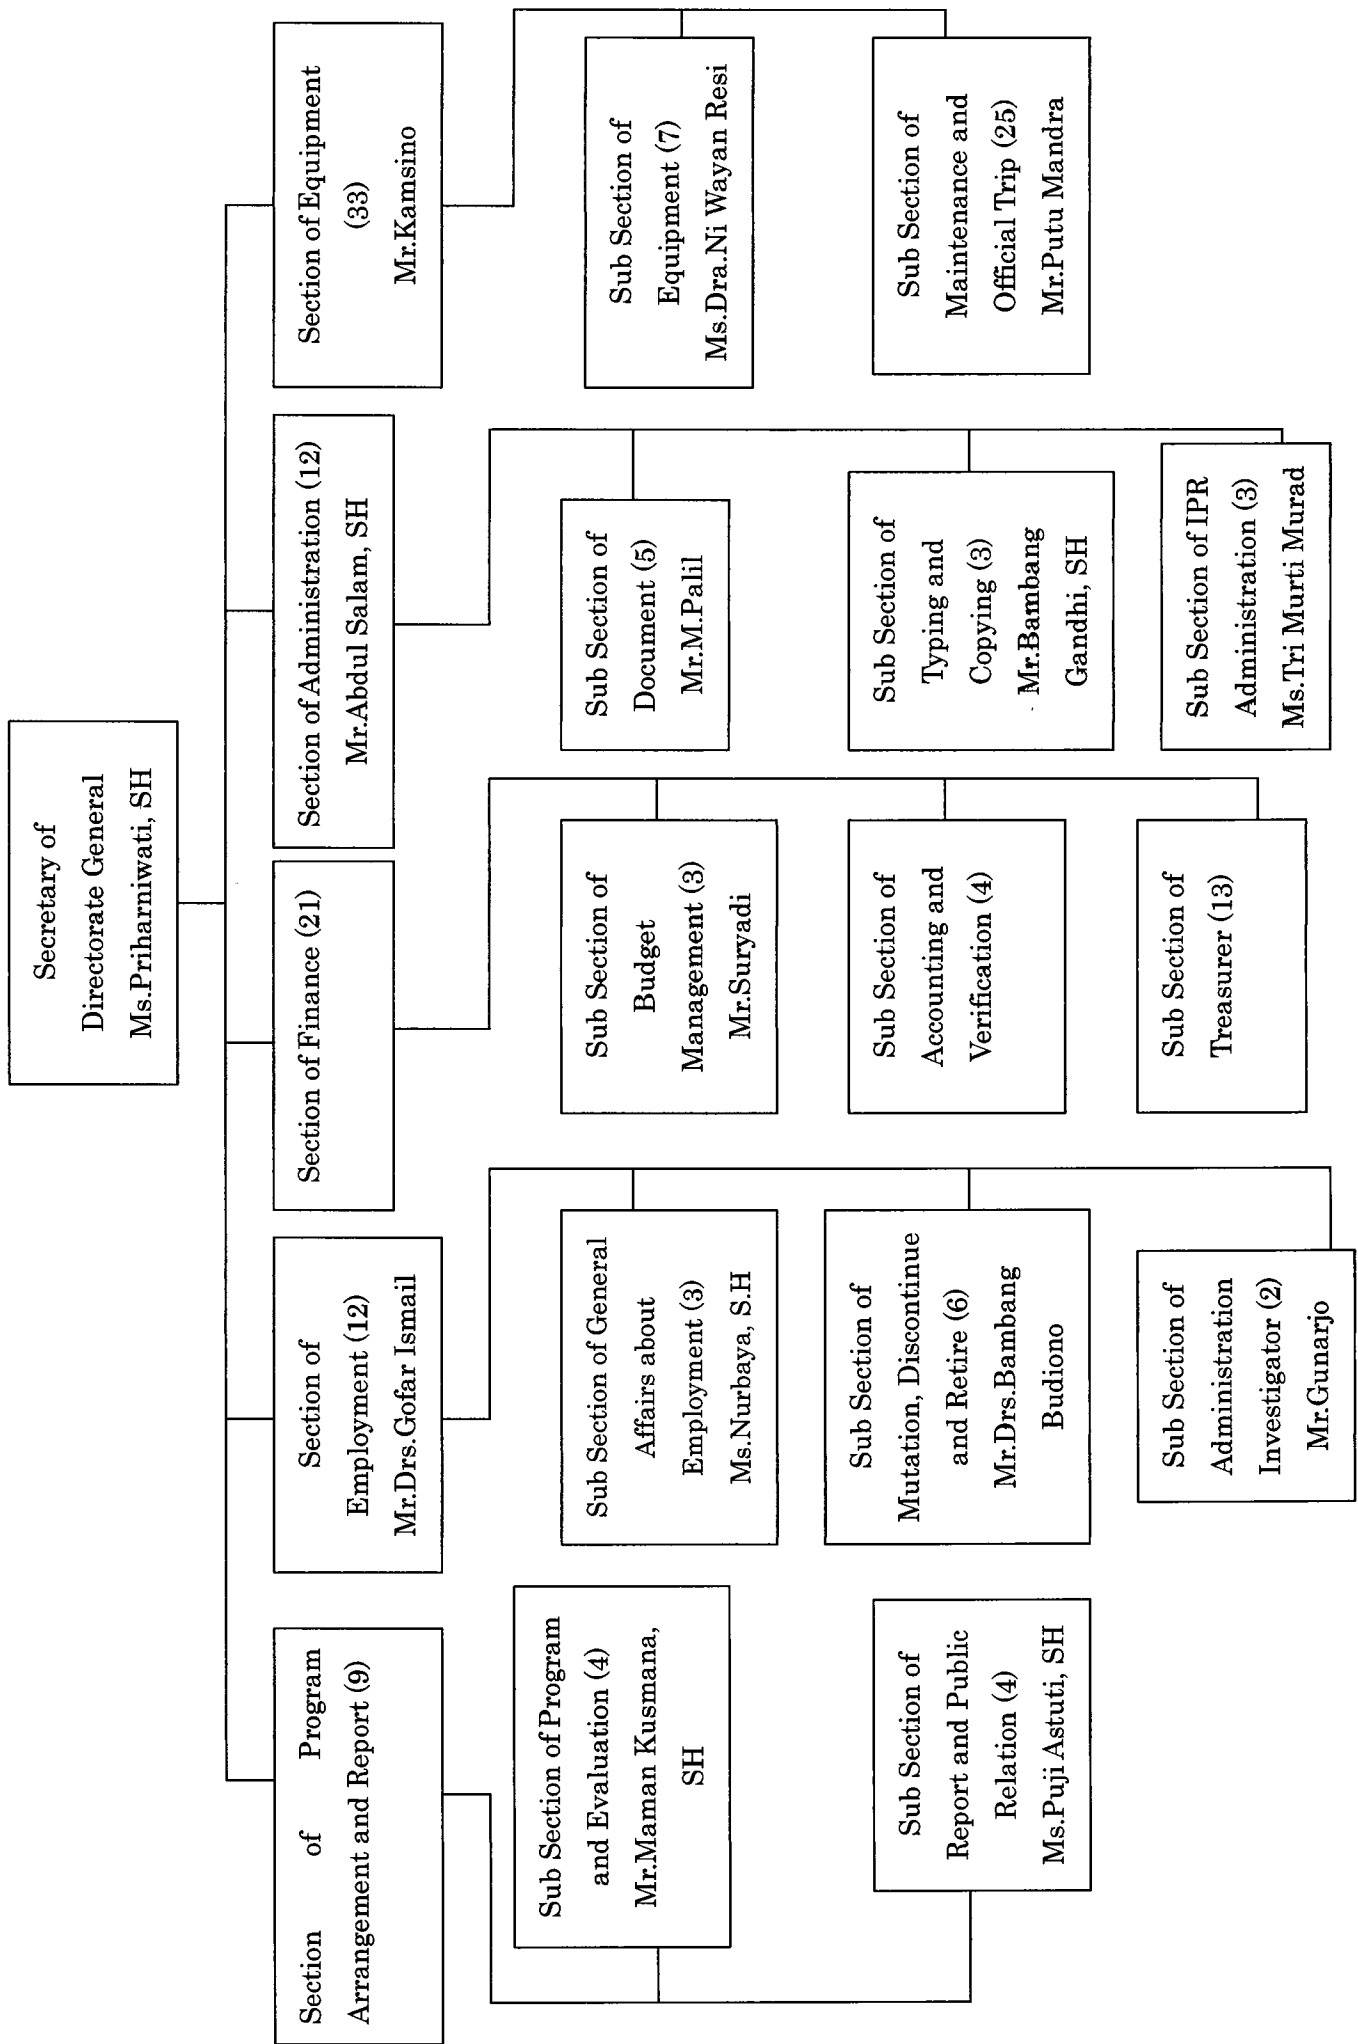 Secretary of
Directorate General
Ms.Priharniwati, SH
Section of Program
Arrangement and Report (9)
Sub Section of Program
and Evaluation (4)
Mr.Maman Kusmana,
SH
Sub Section of
Report and Public
Relation (4)
Ms.Puji Astuti, SH
Section of
Employment (12)
Mr.Drs.Gofar Ismail
Sub Section of General
Affairs about
Employment (3)
Ms.Nurbaya, S.H
Sub Section of
Mutation, Discontinue
and Retire (6)
Mr.Drs.Bambang
Budiono
Sub Section of
Administration
Investigator (2)
Mr.Gunarjo
Section of Finance (21)
Sub Section of
Budget
Management (3)
Mr.Suryadi
Sub Section of
Accounting and
Verification (4)
Sub Section of
Treasurer (13)
Section of Administration (12)
Mr.Abdul Salam, SH
Sub Section of
Document (5)
Mr.M.Palil
Sub Section of
Typing and
Copying (3)
Mr.Bambang
Gandhi, SH
Sub Section of IPR
Administration (3)
Ms.Tri Murti Murad
Section of Equipment
(33)
Mr.Kamsino
Sub Section of
Equipment (7)
Ms.Dra.Ni Wayan Resi
Sub Section of
Maintenance and
Official Trip (25)
Mr.Putu Mandra